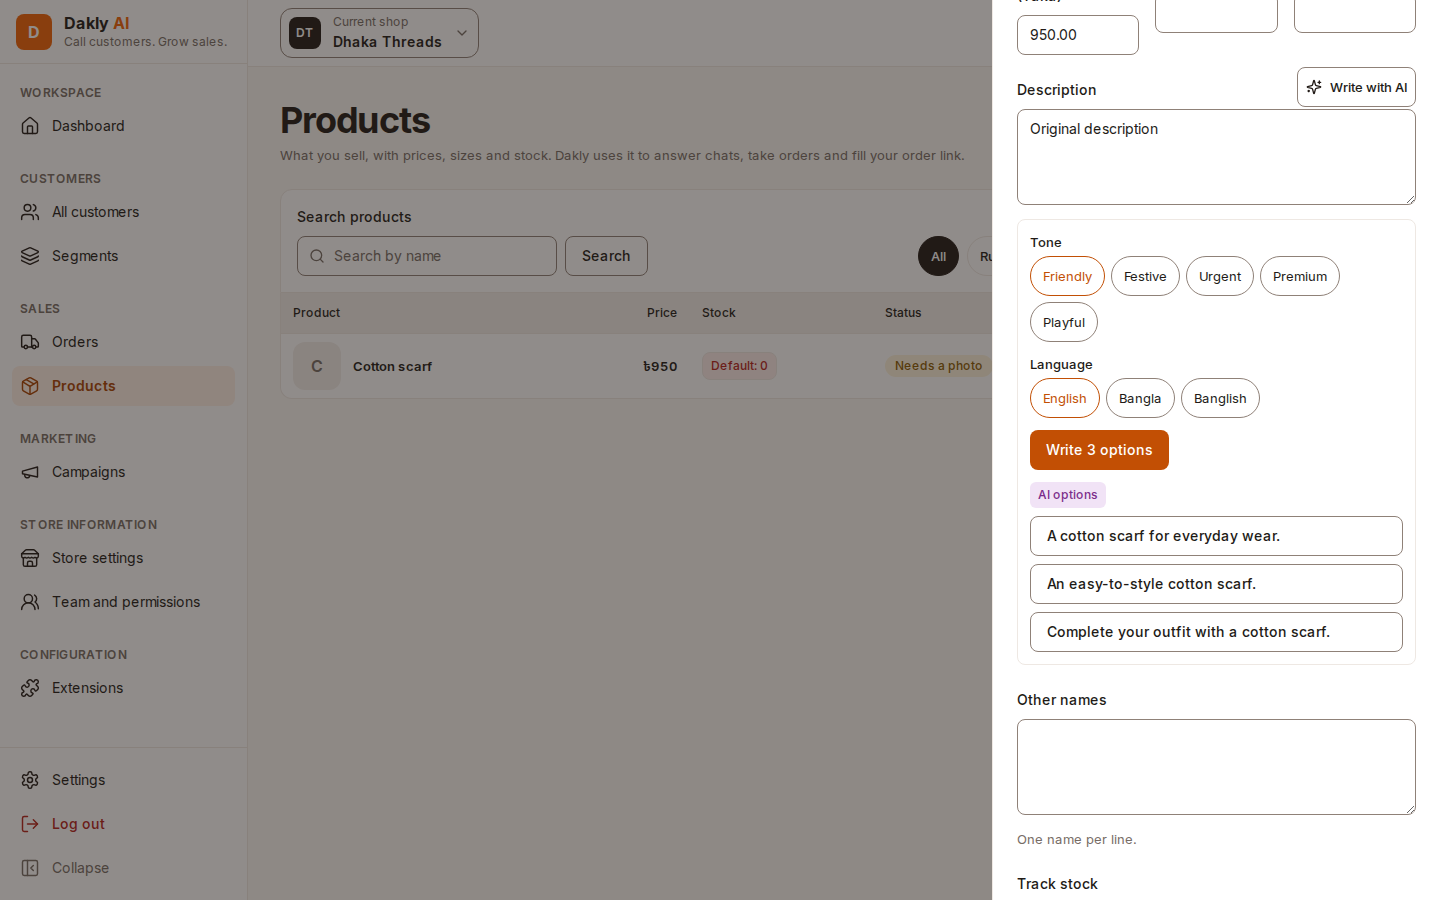 D
Dakly AI
Call customers. Grow sales.
WORKSPACE
Dashboard
CUSTOMERS
All customers
Segments
SALES
Orders
Products
MARKETING
Campaigns
STORE INFORMATION
Store settings
Team and permissions
CONFIGURATION
Extensions
Settings
Log out
Collapse
DT
Current shop
Dhaka Threads
Products
What you sell, with prices, sizes and stock. Dakly uses it to answer chats, take orders and fill your order link.
Search products
Search by name
Search
All
Product Price Stock Status
C Cotton scarf ৳950 Default: 0 Needs a photo
950.00
Description
Write with AI
Original description
Tone
Friendly Festive Urgent Premium
Playful
Language
English Bangla Banglish
Write 3 options
AI options
A cotton scarf for everyday wear.
An easy-to-style cotton scarf.
Complete your outfit with a cotton scarf.
Other names
One name per line.
Track stock